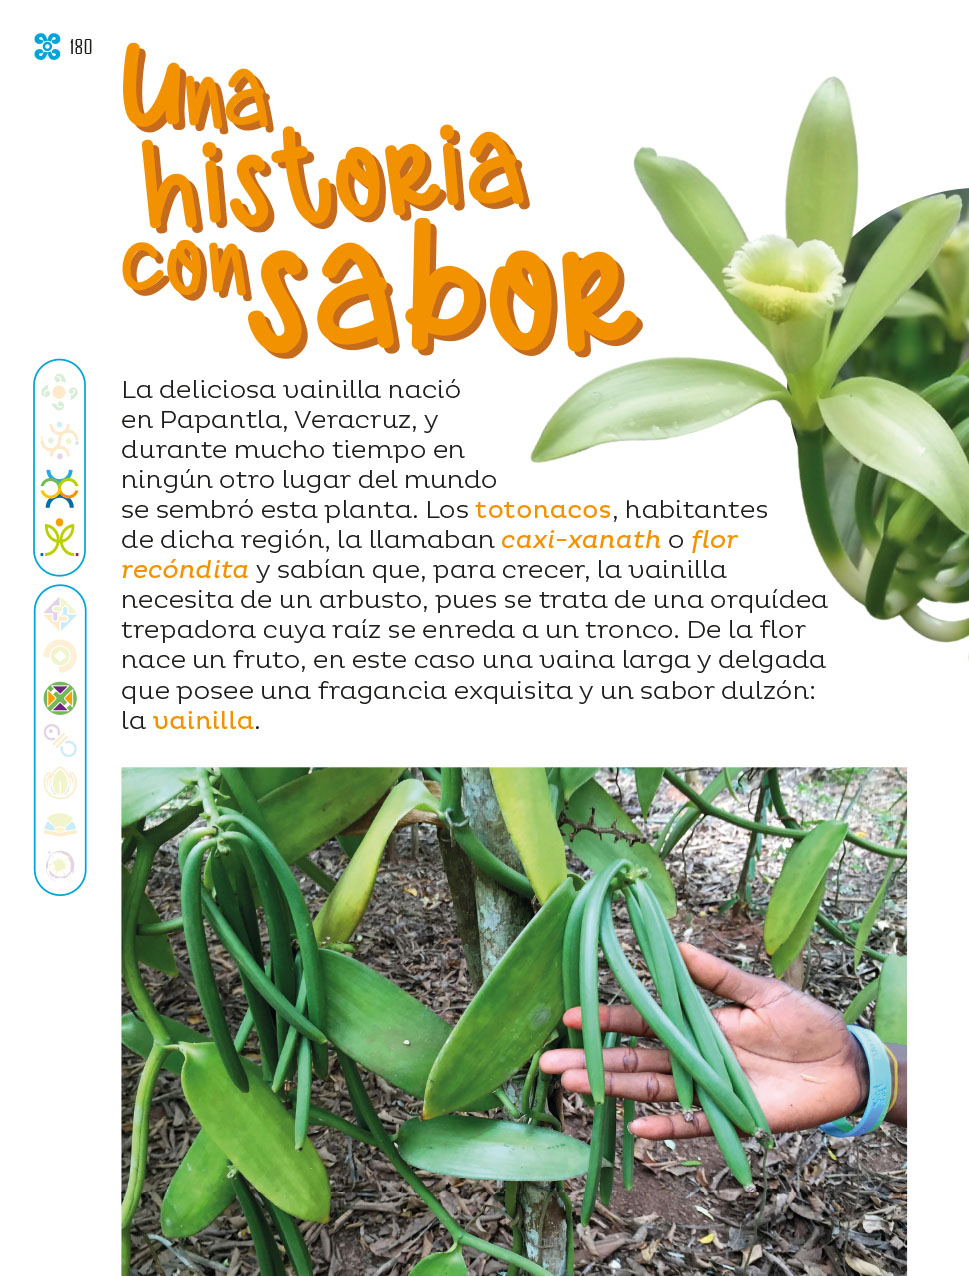 180
Una
historia
con sabor
La deliciosa vainilla nació
en Papantla, Veracruz, y
durante mucho tiempo en
ningún otro lugar del mundo
se sembró esta planta. Los totonacos, habitantes
de dicha región, la llamaban caxi-xanath o flor
recóndita y sabían que, para crecer, la vainilla
necesita de un arbusto, pues se trata de una orquídea
trepadora cuya raíz se enreda a un tronco. De la flor
nace un fruto, en este caso una vaina larga y delgada
que posee una fragancia exquisita y un sabor dulzón:
la vainilla.